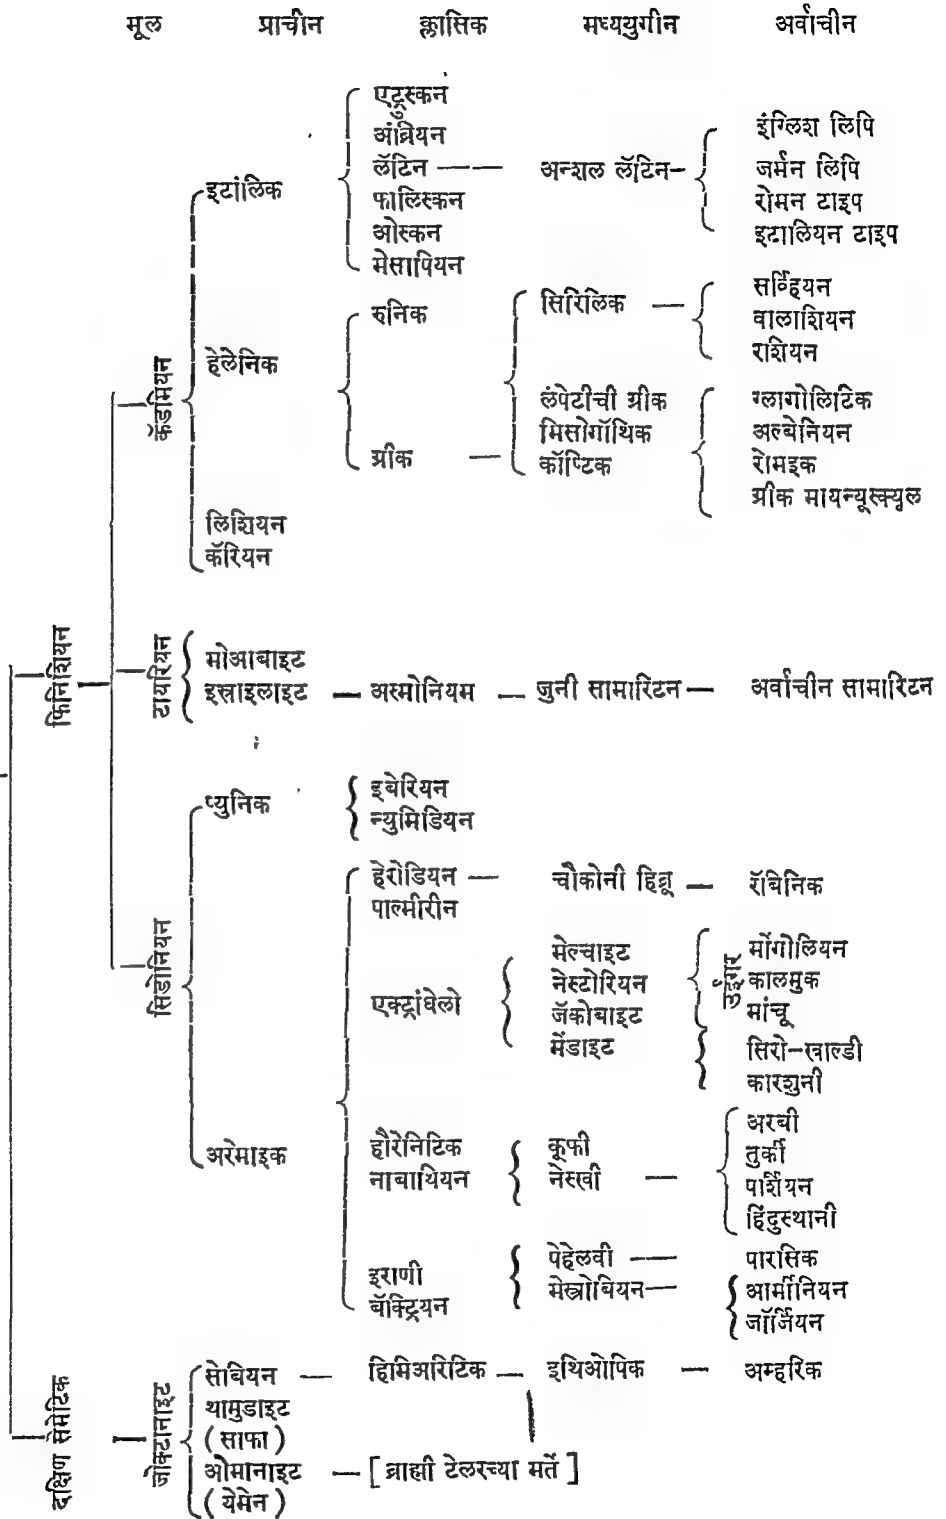 मूल प्राचीन क्लासिक मध्ययुगीन अर्वाचीन
एट्रुस्कन
आंब्रियन
लॅटिन — अन्शल लॅटिन
फालिस्कन
ओस्कन
मेसापियन
इटॅलिक
इंग्लिश लिपि
जर्मन लिपि
रोमन टाइप
इटालियन टाइप
रुनिक
हेलेनिक
ग्रीक
सिरिलिक
सर्व्हियन
वालाशियन
राशियन
लंपेटीची ग्रीक
मिसोगॉथिक
कॉप्टिक
ग्लागोलिटिक
अल्बेनियन
रोमइक
ग्रीक मायन्यूस्क्यूल
कॅडमियन
लिशियन
कॅरियन
फिनिशियन
टायरियन
मोआबाइट
इस्राइलाइट — अस्मोनियम — जुनी सामारिटन — अर्वाचीन सामारिटन
प्युनिक
इबेरियन
न्युमिडियन
सिडोनियन
हेरोडियन — चौकोनी हिब्रू — रॅबिनिक
पाल्मीरीन
एक्ट्रांघेलो
मेल्चाइट
नेस्टोरियन
जॅकोबाइट
मेंडाइट
उइगर
मोंगोलियन
कालमुक
मांचू
सिरो-खाल्डी
कारशुनी
अरेमाइक
हौरेनिटिक
नाबाथियन
कूफी
नेस्खी
अरबी
तुर्की
पार्शियन
हिंदुस्थानी
इराणी
बॅक्ट्रियन
पेहेलवी — पारसिक
मेस्रोबियन
आर्मीनियन
जॉर्जियन
दक्षिण सेमेटिक
जोक्टानाइट
सेबियन — हिमिअरिटिक — इथिओपिक — अम्हरिक
थामुडाइट
(साफा)
ओमानाइट — [ब्राह्मी टेलरच्या मतें]
(येमेन)